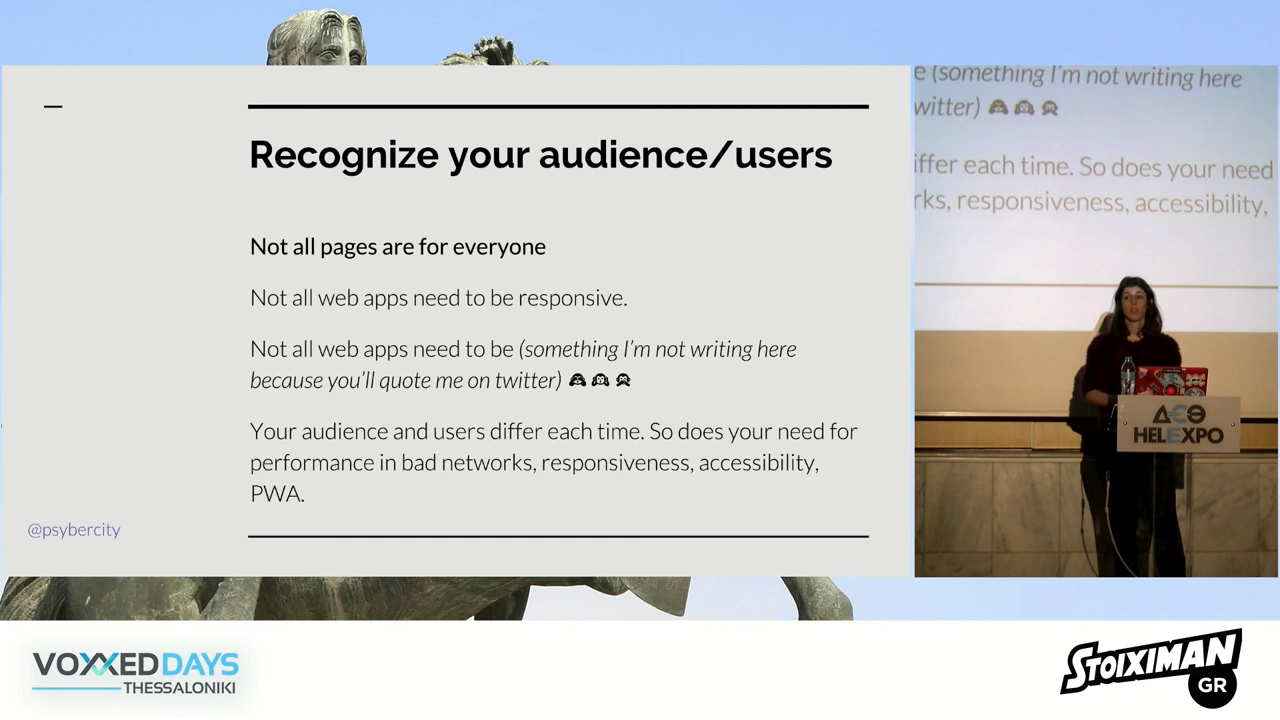 Recognize your audience/users
Not all pages are for everyone
Not all web apps need to be responsive.
Not all web apps need to be (something I'm not writing here
because you'll quote me on twitter) 🙈 🙉 🙊
Your audience and users differ each time. So does your need for
performance in bad networks, responsiveness, accessibility,
PWA.
@psybercity
e (something I'm not writing here
witter) 🙈 🙉 🙊
iffer each time. So does your need
rks, responsiveness, accessibility,
ΔΕΘ
HELEXPO
VOXXED DAYS
THESSALONIKI
STOIXIMAN
GR